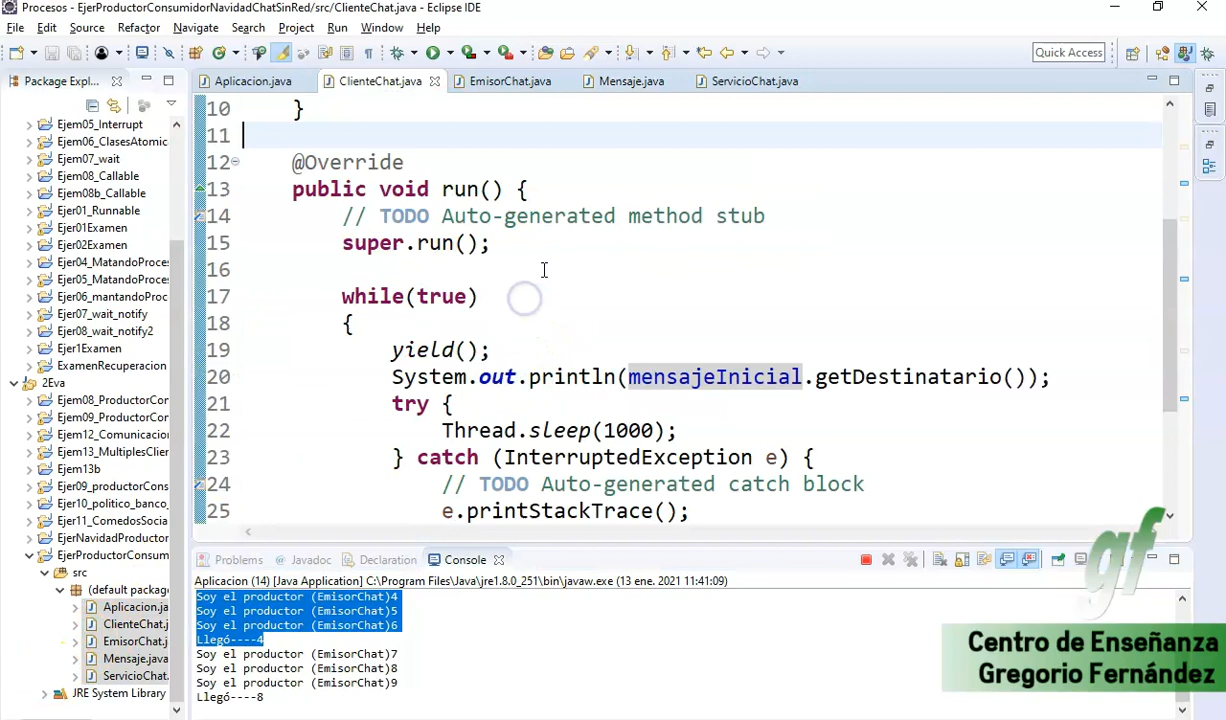 Procesos - EjerProductorConsumidorNavidadChatSinRed/src/ClienteChat.java - Eclipse IDE
File Edit Source Refactor Navigate Search Project Run Window Help
Quick Access
Package Expl...
Aplicacion.java ClienteChat.java EmisorChat.java Mensaje.java ServicioChat.java
Ejem05_Interrupt
Ejem06_ClasesAtomic
Ejem07_wait
Ejem08_Callable
Ejem08b_Callable
Ejer01_Runnable
Ejer01Examen
Ejer02Examen
Ejer04_MatandoProce
Ejer05_MatandoProce
Ejer06_mantandoProc
Ejer07_wait_notify
Ejer08_wait_notify2
Ejer1Examen
ExamenRecuperacion
2Eva
Ejem08_ProductorCon
Ejem09_ProductorCon
Ejem12_Comunicacion
Ejem13_MultiplesClien
Ejem13b
Ejer09_productorCons
Ejer10_politico_banco_
Ejer11_ComedosSocia
EjerNavidadProductor
EjerProductorConsum
src
(default package
Aplicacion.ja
ClienteChat.j
EmisorChat.j
Mensaje.java
ServicioChat.
JRE System Library
10 }
11
12 @Override
13 public void run() {
14 // TODO Auto-generated method stub
15 super.run();
16
17 while(true)
18 {
19 yield();
20 System.out.println(mensajeInicial.getDestinatario());
21 try {
22 Thread.sleep(1000);
23 } catch (InterruptedException e) {
24 // TODO Auto-generated catch block
25 e.printStackTrace();
Problems Javadoc Declaration Console
Aplicacion (14) [Java Application] C:\Program Files\Java\jre1.8.0_251\bin\javaw.exe (13 ene. 2021 11:41:09)
Soy el productor (EmisorChat)4
Soy el productor (EmisorChat)5
Soy el productor (EmisorChat)6
Llegó----4
Soy el productor (EmisorChat)7
Soy el productor (EmisorChat)8
Soy el productor (EmisorChat)9
Llegó----8
gf
Centro de Enseñanza
Gregorio Fernández